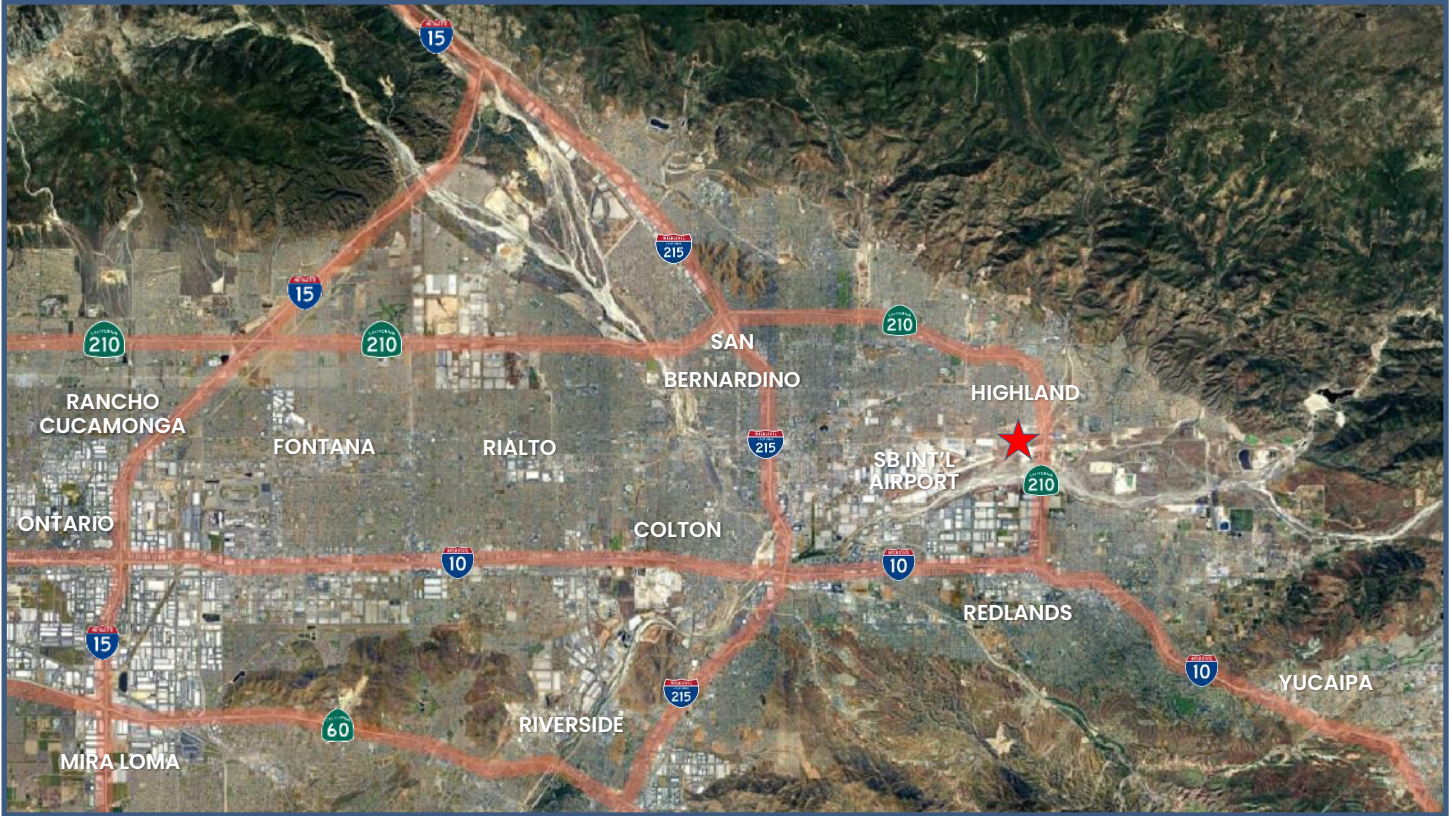 15
215
15
210
210
210
SAN
BERNARDINO
HIGHLAND
RANCHO
CUCAMONGA
FONTANA
RIALTO
215
SB INT'L
AIRPORT
210
ONTARIO
COLTON
10
10
REDLANDS
15
10
YUCAIPA
215
60
RIVERSIDE
MIRA LOMA